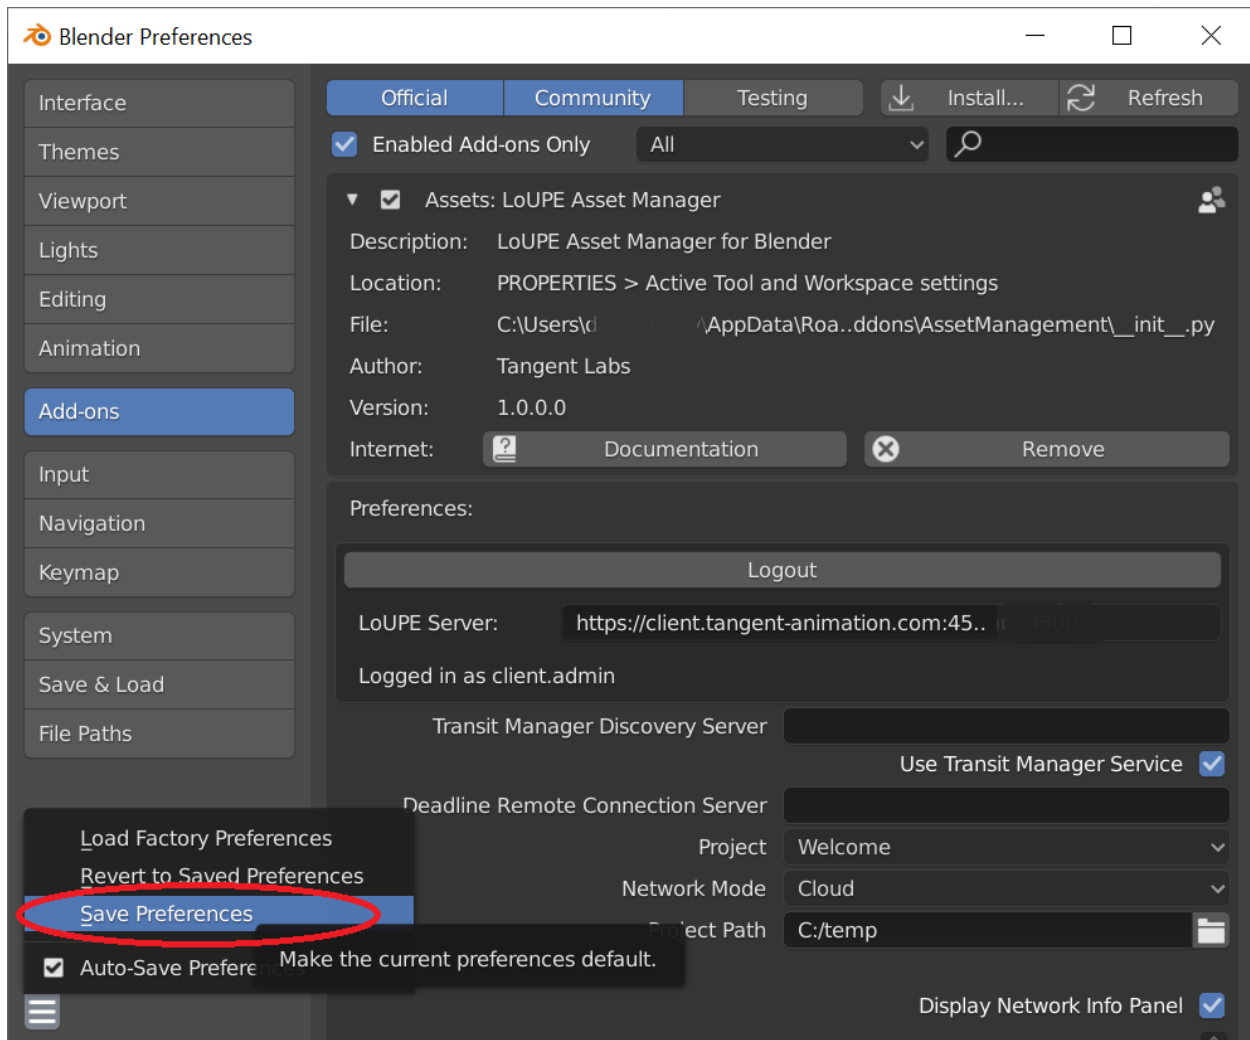 Blender Preferences
Interface
Themes
Viewport
Lights
Editing
Animation
Add-ons
Input
Navigation
Keymap
System
Save & Load
File Paths
Official Community Testing Install... Refresh
Enabled Add-ons Only All
Assets: LoUPE Asset Manager
Description: LoUPE Asset Manager for Blender
Location: PROPERTIES > Active Tool and Workspace settings
File: C:\Users\d \AppData\Roa..ddons\AssetManagement\__init__.py
Author: Tangent Labs
Version: 1.0.0.0
Internet: Documentation Remove
Preferences:
Logout
LoUPE Server: https://client.tangent-animation.com:45..
Logged in as client.admin
Transit Manager Discovery Server
Use Transit Manager Service
Deadline Remote Connection Server
Project Welcome
Network Mode Cloud
Project Path C:/temp
Display Network Info Panel
Load Factory Preferences
Revert to Saved Preferences
Save Preferences
Auto-Save Preferences
Make the current preferences default.